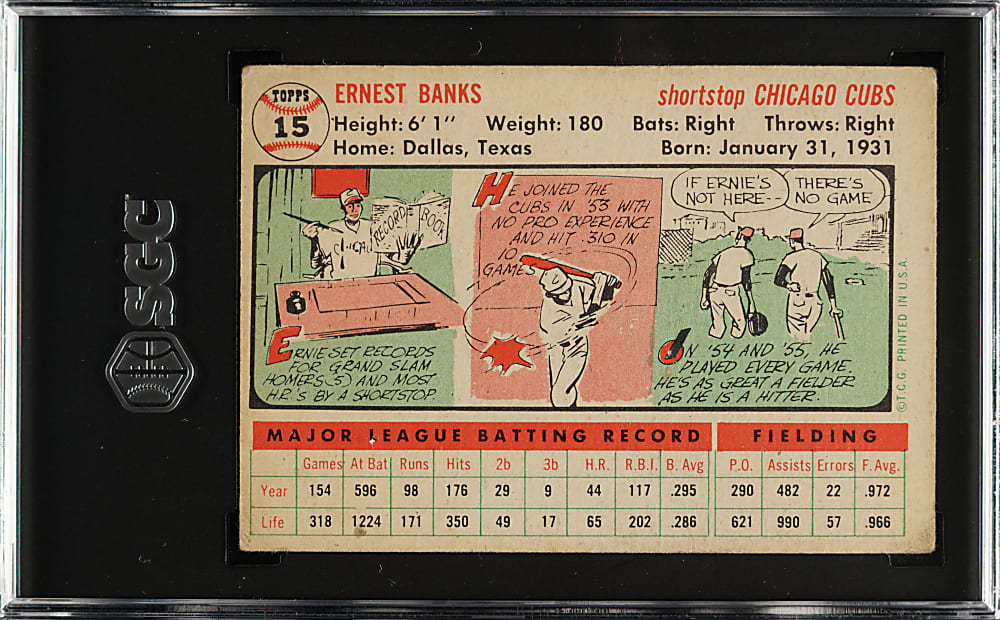 SGC
TOPPS
15
ERNEST BANKS shortstop CHICAGO CUBS
Height: 6' 1" Weight: 180 Bats: Right Throws: Right
Home: Dallas, Texas Born: January 31, 1931
RECORD BOOK
CHICA
ERNIE SET RECORDS
FOR GRAND SLAM
HOMERS (5) AND MOST
H.R.'S BY A SHORTSTOP.
HE JOINED THE
CUBS IN '53 WITH
NO PRO EXPERIENCE
AND HIT .310 IN
10
GAMES
IF ERNIE'S
NOT HERE--
THERE'S
NO GAME
IN '54 AND '55, HE
PLAYED EVERY GAME.
HE'S AS GREAT A FIELDER
AS HE IS A HITTER.
© T.C.G. PRINTED IN U.S.A.
MAJOR LEAGUE BATTING RECORD FIELDING
Games At Bat Runs Hits 2b 3b H.R. R.B.I. B. Avg P.O. Assists Errors F. Avg.
Year 154 596 98 176 29 9 44 117 .295 290 482 22 .972
Life 318 1224 171 350 49 17 65 202 .286 621 990 57 .966